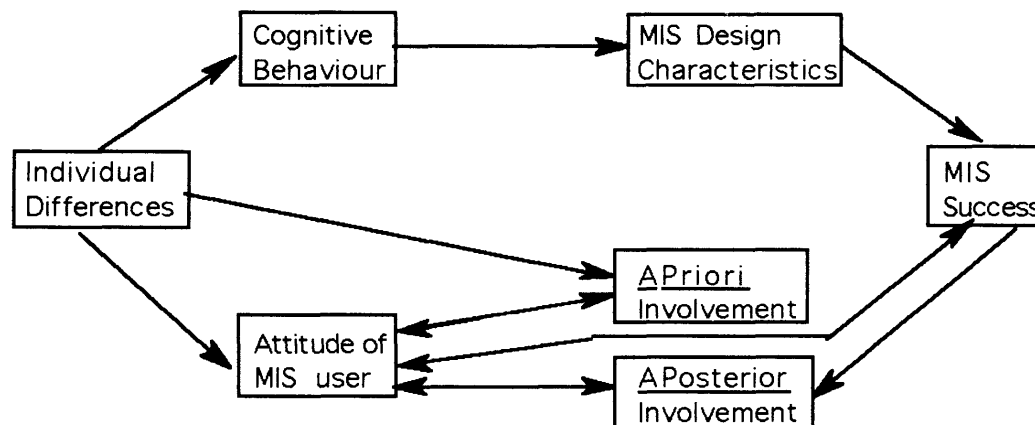 Cognitive
Behaviour
MIS Design
Characteristics
Individual
Differences
MIS
Success
APriori
Involvement
Attitude of
MIS user
APosterior
Involvement